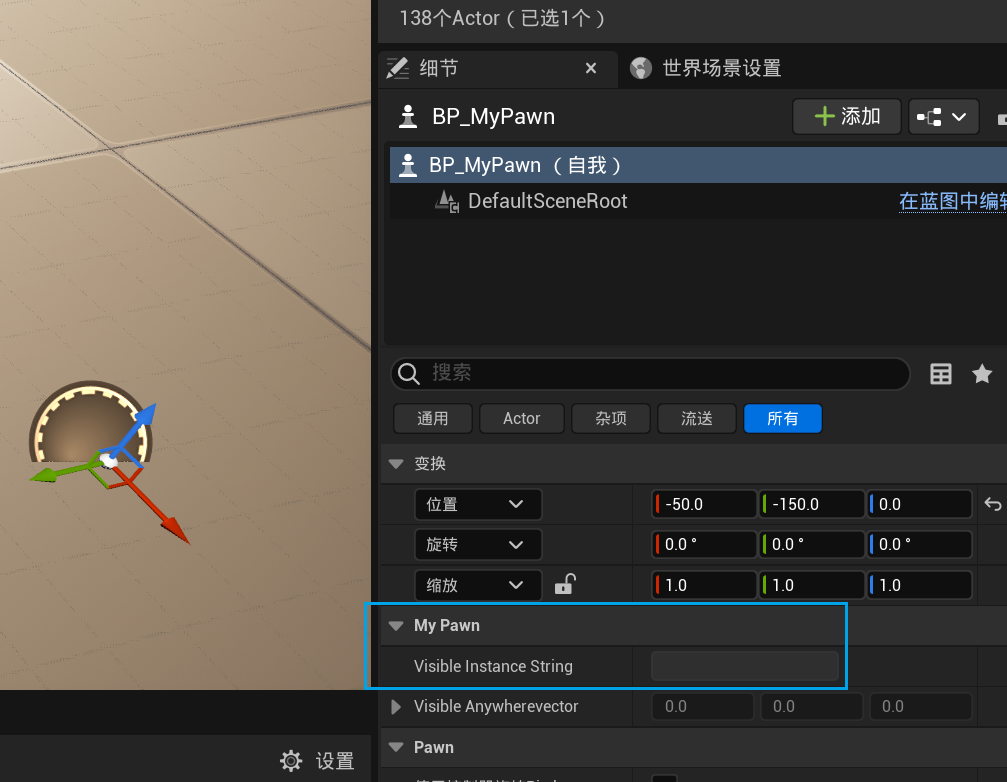 138个Actor（已选1个）
细节 世界场景设置
BP_MyPawn 添加
BP_MyPawn （自我）
DefaultSceneRoot 在蓝图中编辑
搜索
通用 Actor 杂项 流送 所有
变换
位置 -50.0 -150.0 0.0
旋转 0.0 ° 0.0 ° 0.0 °
缩放 1.0 1.0 1.0
My Pawn
Visible Instance String
Visible Anywherevector 0.0 0.0 0.0
Pawn
设置